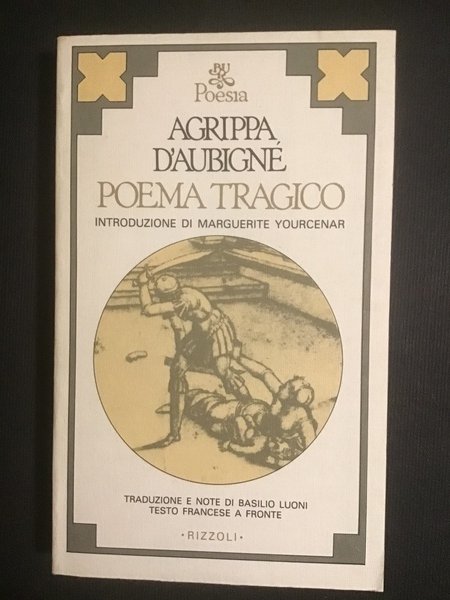 BUR
Poesia
AGRIPPA
D'AUBIGNÉ
POEMA TRAGICO
INTRODUZIONE DI MARGUERITE YOURCENAR
TRADUZIONE E NOTE DI BASILIO LUONI
TESTO FRANCESE A FRONTE
• RIZZOLI •